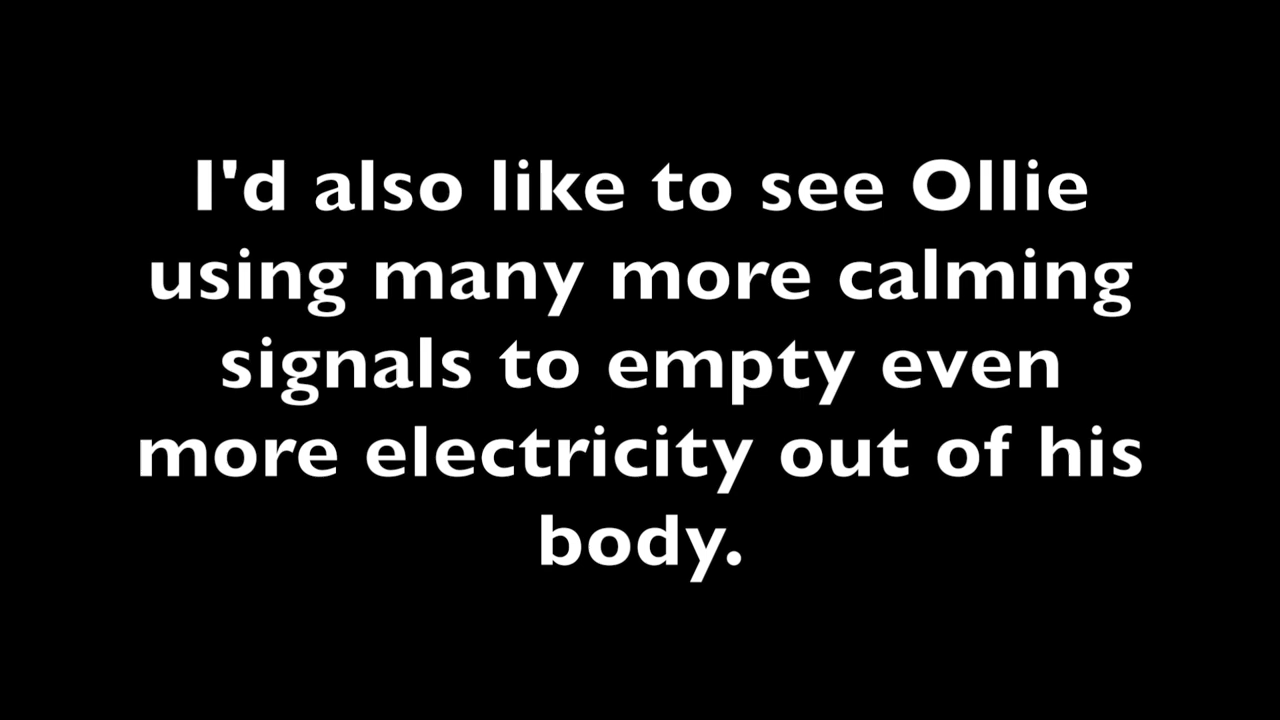 I'd also like to see Ollie
using many more calming
signals to empty even
more electricity out of his
body.